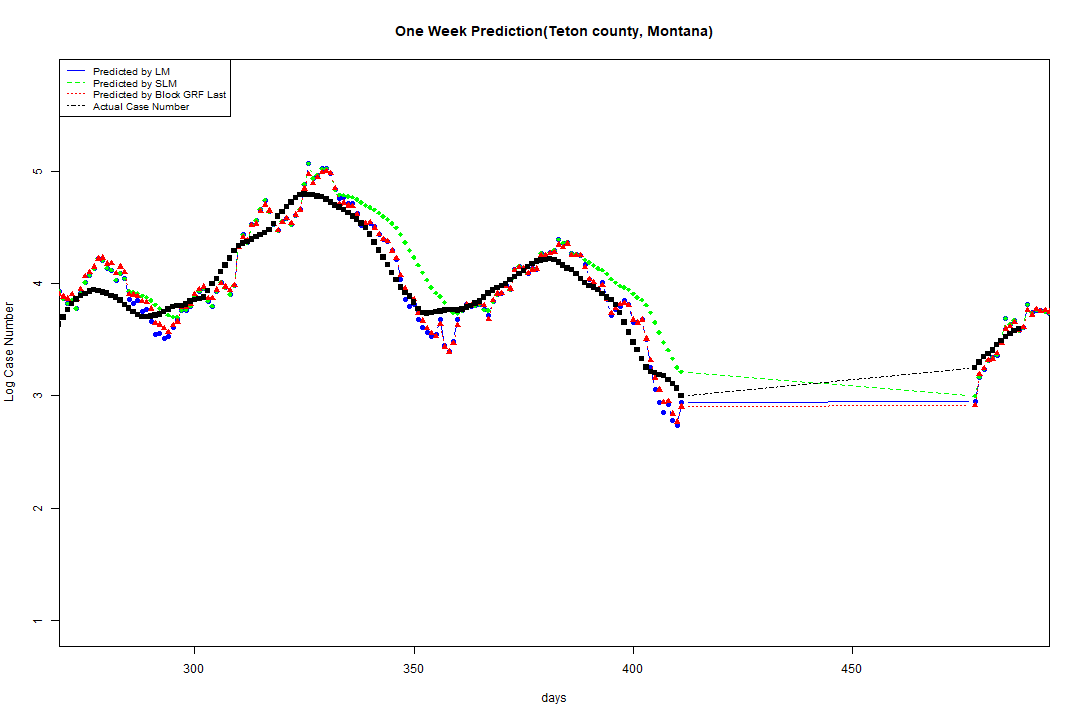 One Week Prediction(Teton county, Montana)
Predicted by LM
Predicted by SLM
Predicted by Block GRF Last
Actual Case Number
5
4
3
2
1
Log Case Number
300
350
400
450
days